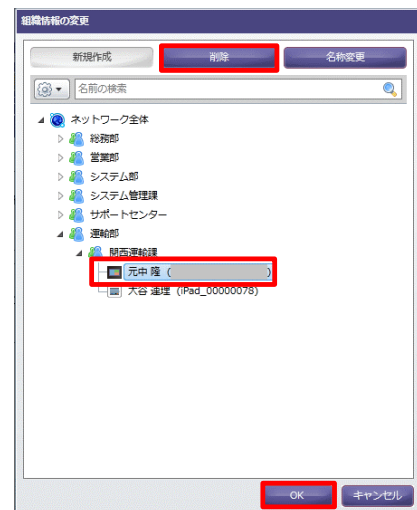 組織情報の変更
新規作成 削除 名称変更
名前の検索
ネットワーク全体
総務部
営業部
システム部
システム管理課
サポートセンター
運輸部
関西運輸課
元中 隆 ( )
大谷 連理 (iPad_00000078)
OK キャンセル